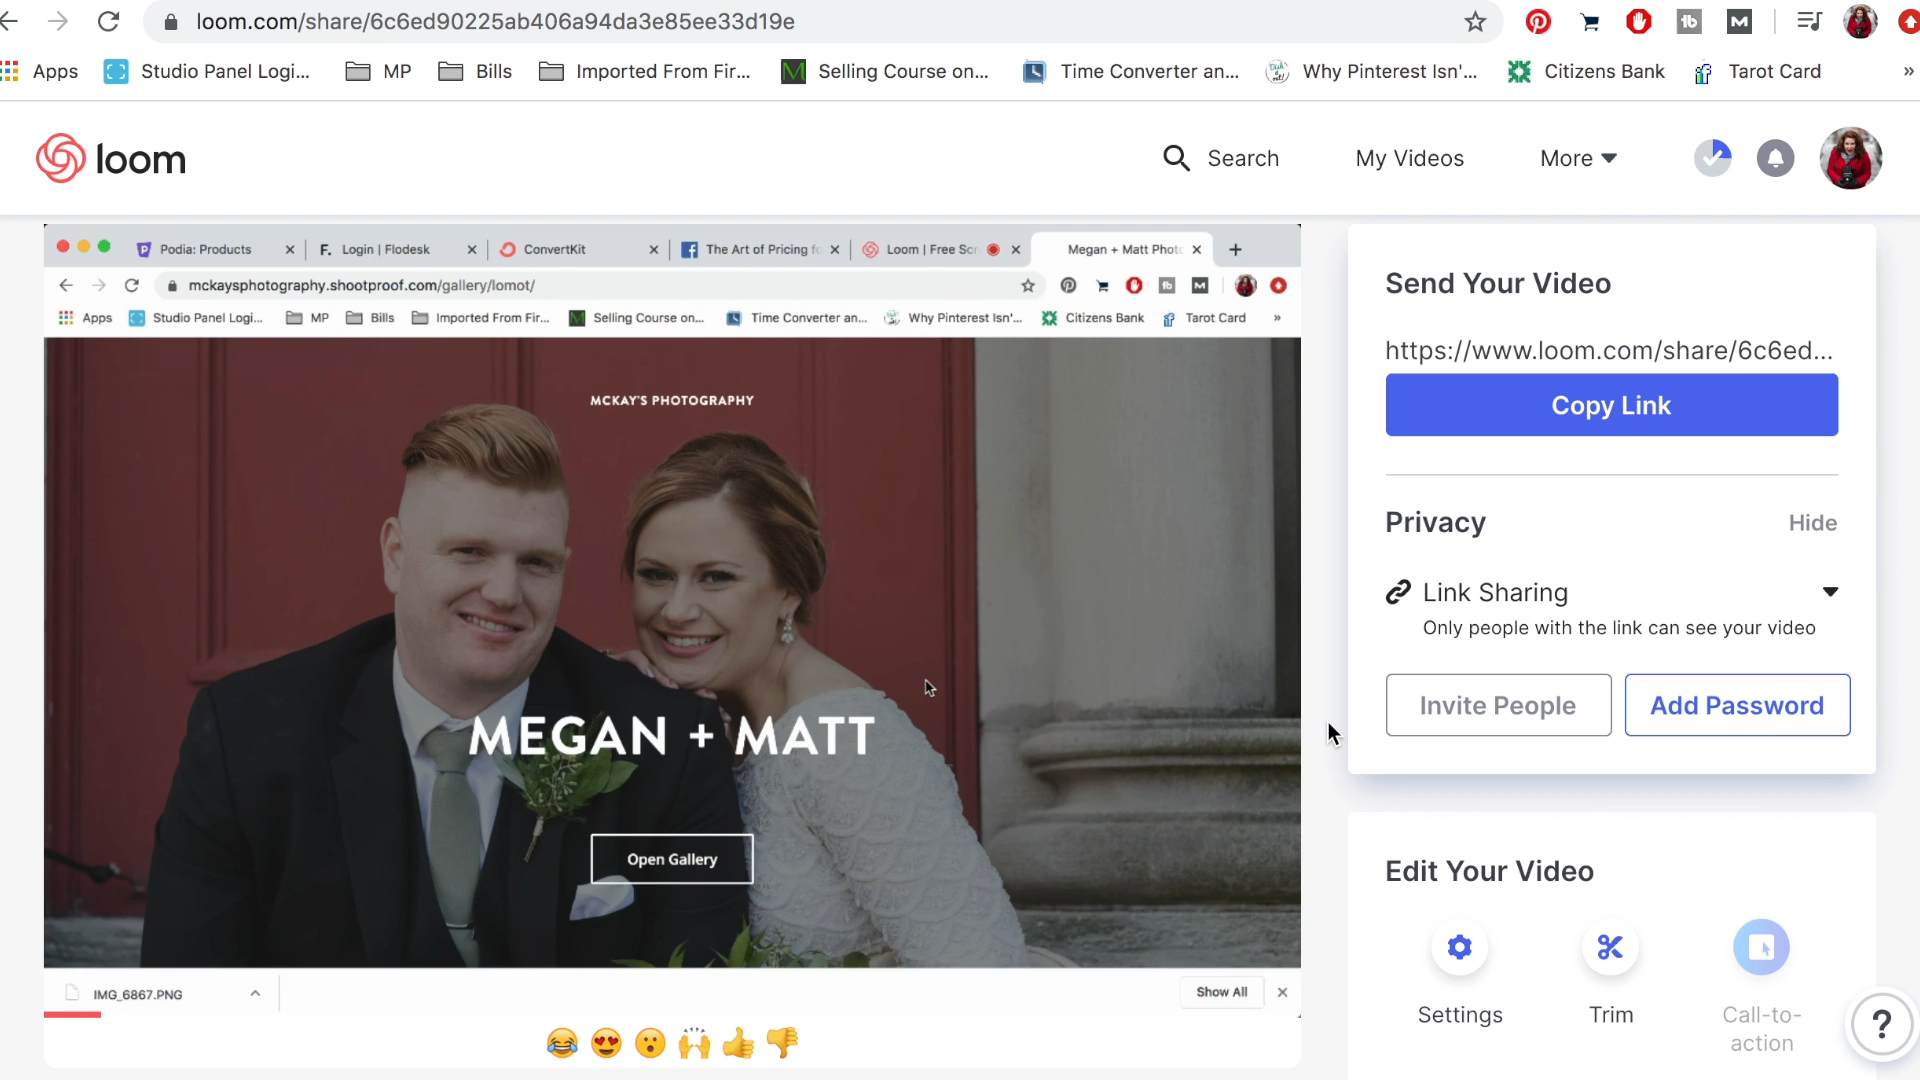 loom.com/share/6c6ed90225ab406a94da3e85ee33d19e
Apps Studio Panel Logi... MP Bills Imported From Fir... Selling Course on... Time Converter an... Why Pinterest Isn'... Citizens Bank Tarot Card »
loom
Search My Videos More
Podia: Products F. Login | Flodesk ConvertKit The Art of Pricing fo Loom | Free Scr Megan + Matt Photo
mckaysphotography.shootproof.com/gallery/lomot/
Apps Studio Panel Logi... MP Bills Imported From Fir... Selling Course on... Time Converter an... Why Pinterest Isn'... Citizens Bank Tarot Card »
MCKAY'S PHOTOGRAPHY
MEGAN + MATT
Open Gallery
IMG_6867.PNG
Show All
Send Your Video
https://www.loom.com/share/6c6ed...
Copy Link
Privacy Hide
Link Sharing
Only people with the link can see your video
Invite People Add Password
Edit Your Video
Settings Trim Call-to-
action
?